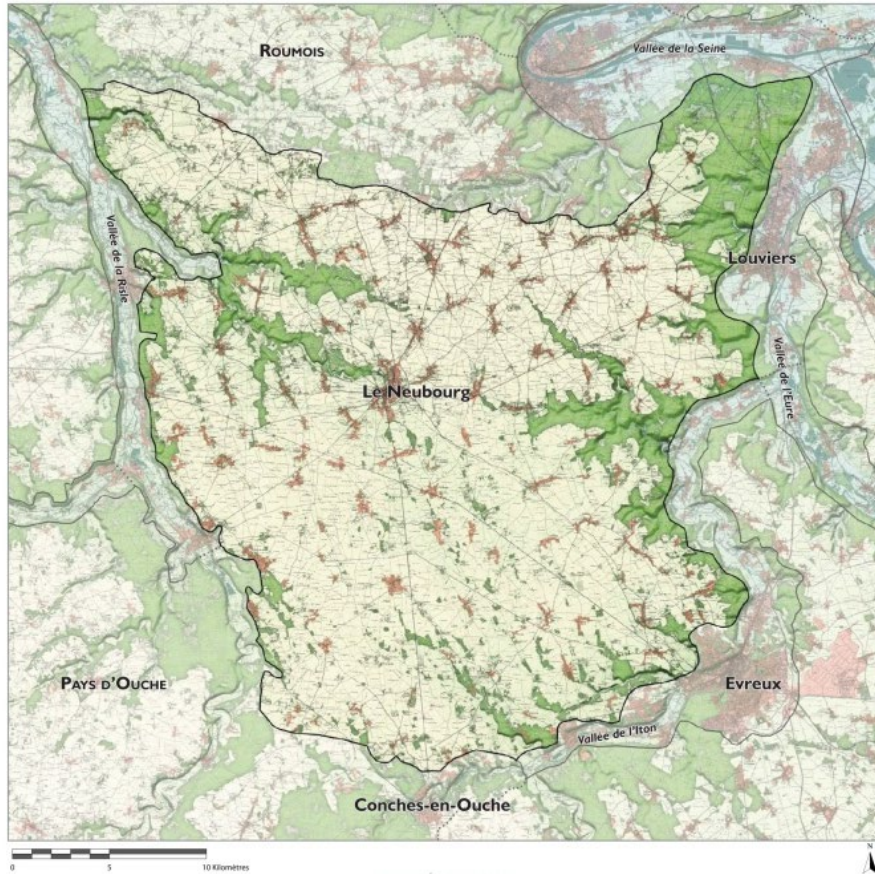 Roumois
Vallée de la Seine
Vallée de la Risle
Louviers
Vallée de l'Eure
Le Neubourg
Pays d'Ouche
Evreux
Vallée de l'Iton
Conches-en-Ouche
0 5 10 Kilomètres
N